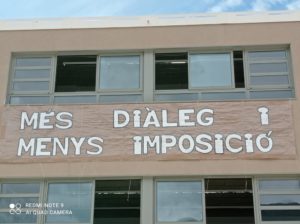 MÉS DIÀLEG I
MENYS IMPOSICIÓ
REDMI NOTE 9
AI QUAD CAMERA